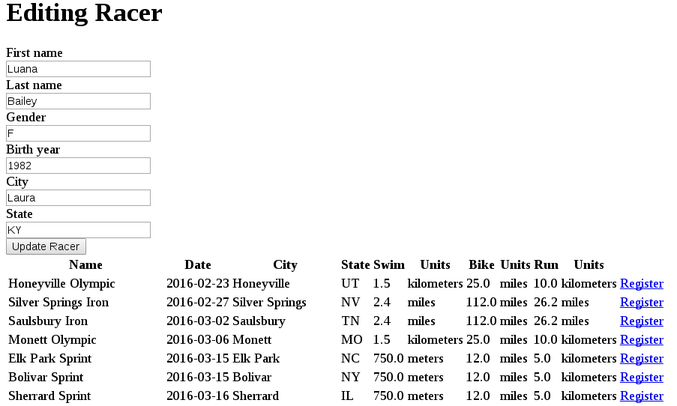 Editing Racer
First name
Luana
Last name
Bailey
Gender
F
Birth year
1982
City
Laura
State
KY
Update Racer
Name Date City State Swim Units Bike Units Run Units
Honeyville Olympic 2016-02-23 Honeyville UT 1.5 kilometers 25.0 miles 10.0 kilometers Register
Silver Springs Iron 2016-02-27 Silver Springs NV 2.4 miles 112.0 miles 26.2 miles Register
Saulsbury Iron 2016-03-02 Saulsbury TN 2.4 miles 112.0 miles 26.2 miles Register
Monett Olympic 2016-03-06 Monett MO 1.5 kilometers 25.0 miles 10.0 kilometers Register
Elk Park Sprint 2016-03-15 Elk Park NC 750.0 meters 12.0 miles 5.0 kilometers Register
Bolivar Sprint 2016-03-15 Bolivar NY 750.0 meters 12.0 miles 5.0 kilometers Register
Sherrard Sprint 2016-03-16 Sherrard IL 750.0 meters 12.0 miles 5.0 kilometers Register